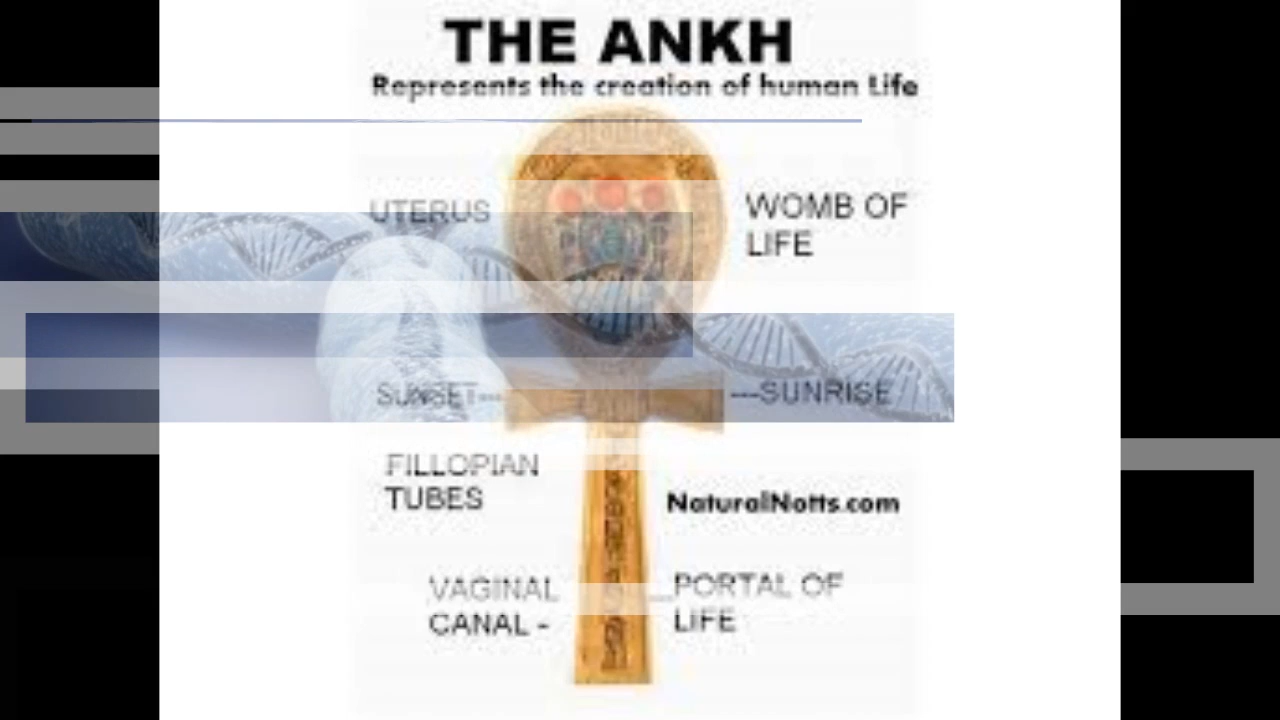 THE ANKH
Represents the creation of human Life
UTERUS
WOMB OF
LIFE
SUNSET---
---SUNRISE
FILLOPIAN
TUBES
NaturalNotts.com
VAGINAL
CANAL -
PORTAL OF
LIFE